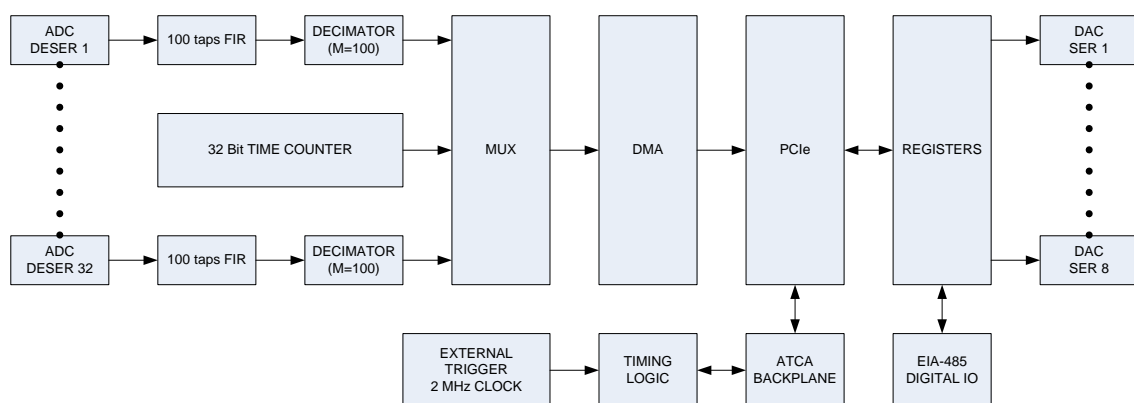 ADC
DESER 1
100 taps FIR
DECIMATOR
(M=100)
MUX
DMA
PCIe
REGISTERS
DAC
SER 1
32 Bit TIME COUNTER
ADC
DESER 32
100 taps FIR
DECIMATOR
(M=100)
DAC
SER 8
EXTERNAL
TRIGGER
2 MHz CLOCK
TIMING
LOGIC
ATCA
BACKPLANE
EIA-485
DIGITAL IO